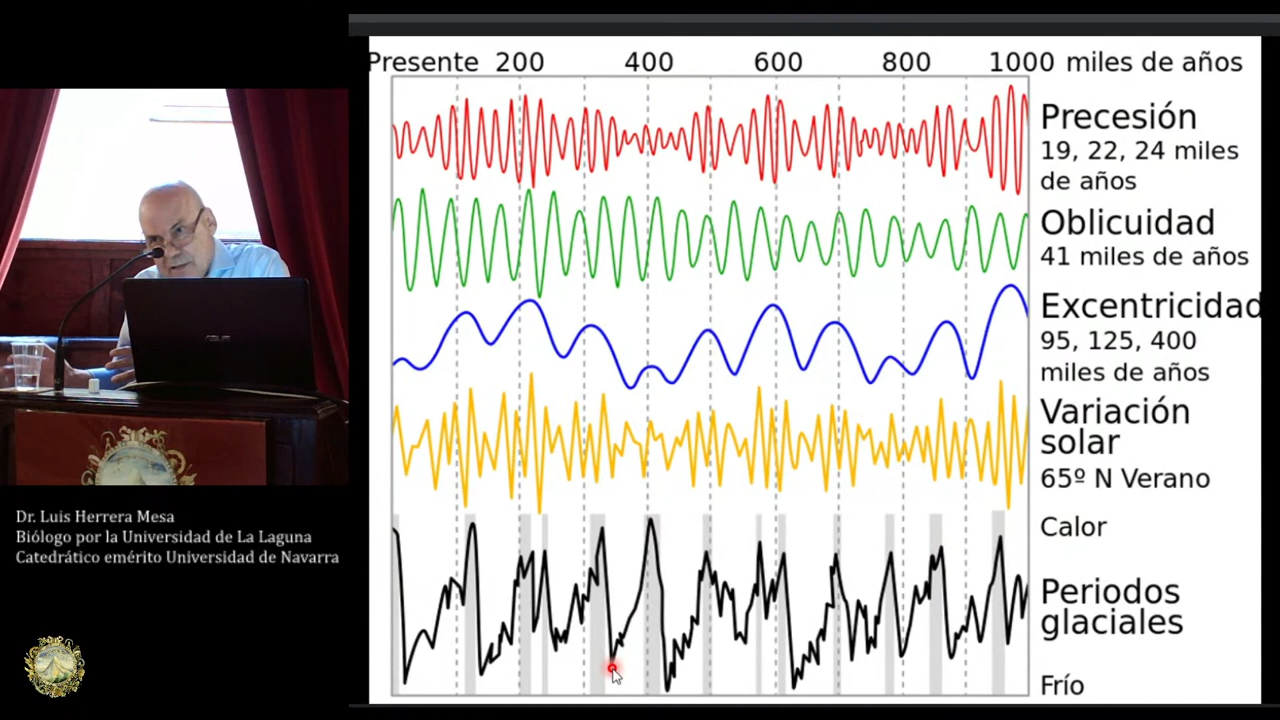 Presente 200 400 600 800 1000 miles de años
Precesión
19, 22, 24 miles
de años
Oblicuidad
41 miles de años
Excentricidad
95, 125, 400
miles de años
Variación
solar
65º N Verano
Calor
Periodos
glaciales
Frío
ASUS
Dr. Luis Herrera Mesa
Biólogo por la Universidad de La Laguna
Catedrático emérito Universidad de Navarra